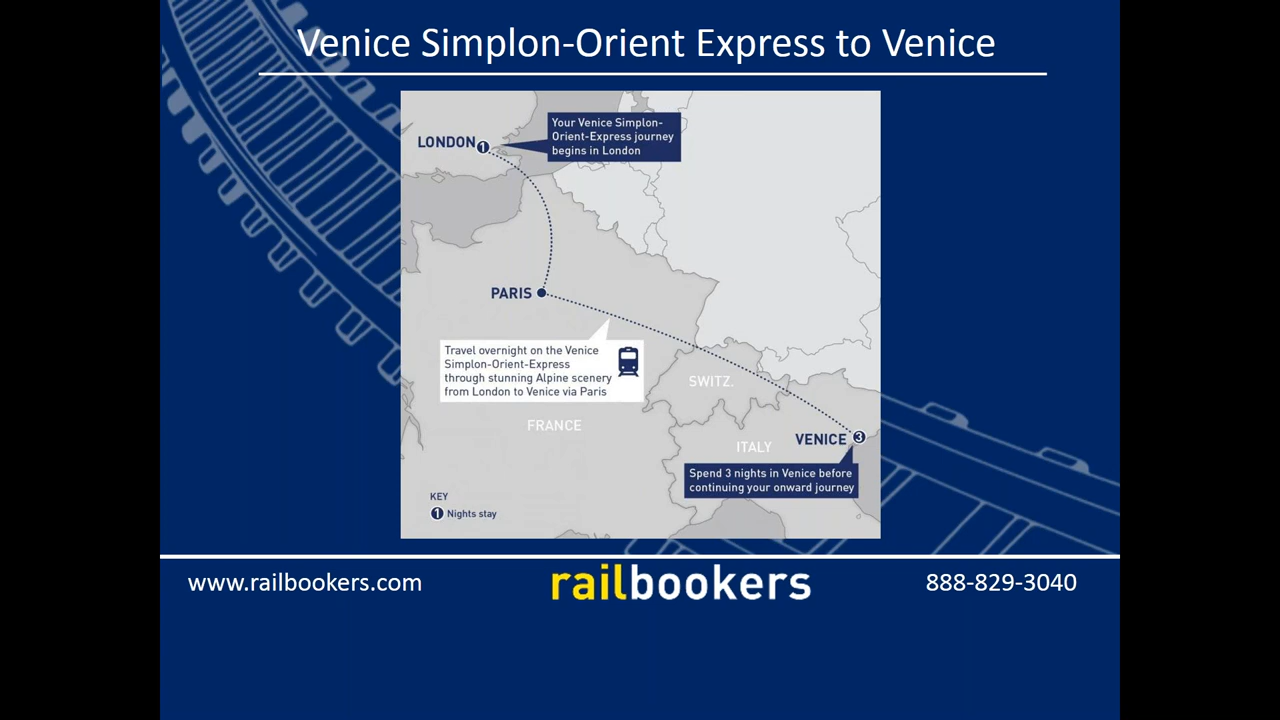 Venice Simplon-Orient Express to Venice
LONDON 1
Your Venice Simplon-
Orient-Express journey
begins in London
PARIS
Travel overnight on the Venice
Simplon-Orient-Express
through stunning Alpine scenery
from London to Venice via Paris
SWITZ.
FRANCE
ITALY
VENICE 3
Spend 3 nights in Venice before
continuing your onward journey
KEY
1 Nights stay
www.railbookers.com
railbookers
888-829-3040